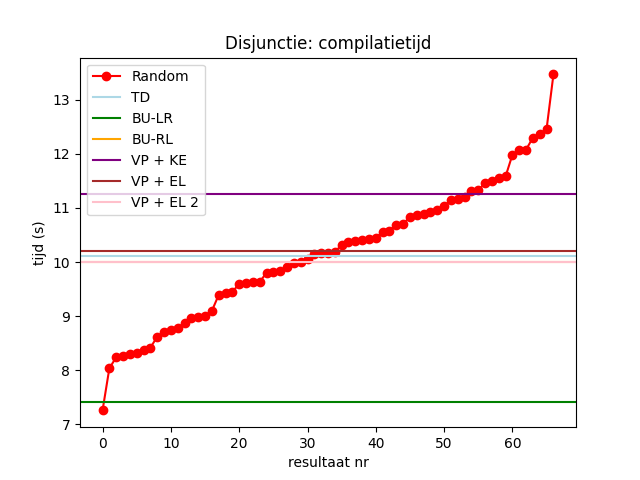 Disjunctie: compilatietijd
Random
TD
BU-LR
BU-RL
VP + KE
VP + EL
VP + EL 2
tijd (s)
13
12
11
10
9
8
7
0 10 20 30 40 50 60
resultaat nr